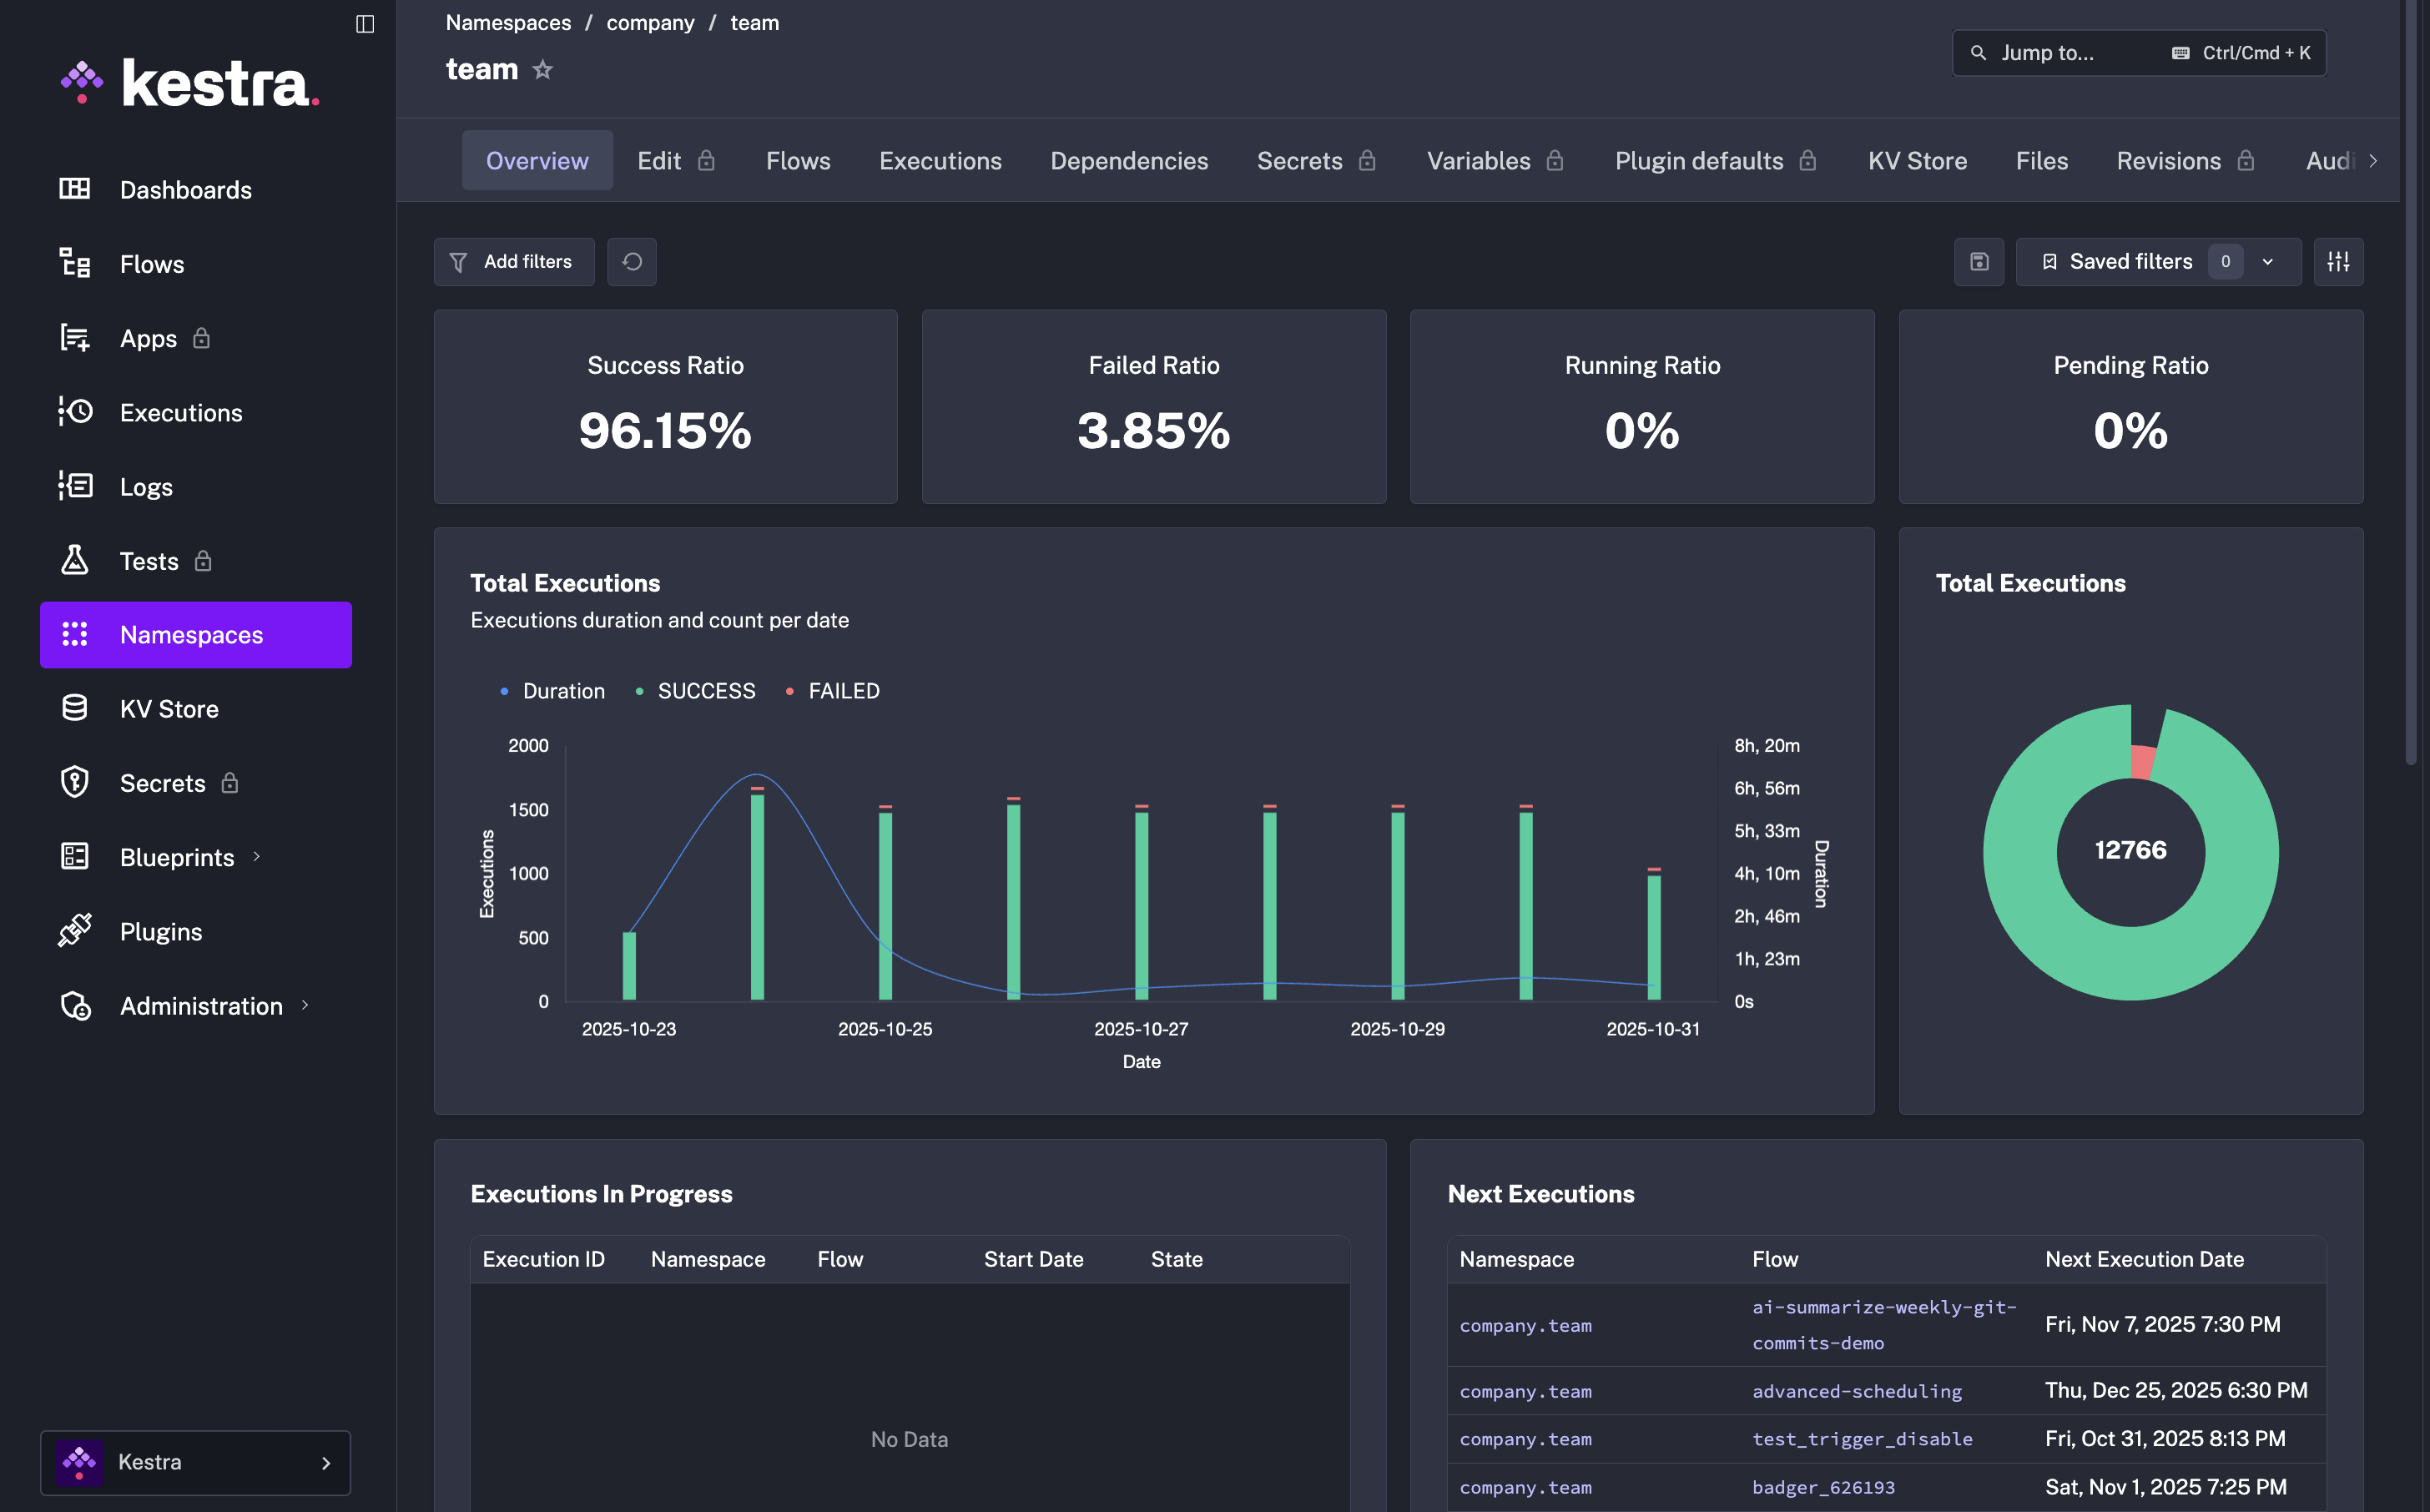 Namespaces / company / team
team
Jump to... Ctrl/Cmd + K
kestra.
Dashboards
Flows
Apps
Executions
Logs
Tests
Namespaces
KV Store
Secrets
Blueprints
Plugins
Administration
Kestra
Overview Edit Flows Executions Dependencies Secrets Variables Plugin defaults KV Store Files Revisions Audi
Add filters
Saved filters 0
Success Ratio
96.15%
Failed Ratio
3.85%
Running Ratio
0%
Pending Ratio
0%
Total Executions
Executions duration and count per date
Duration SUCCESS FAILED
2000
1500
1000
500
0
Executions
8h, 20m
6h, 56m
5h, 33m
4h, 10m
2h, 46m
1h, 23m
0s
Duration
2025-10-23 2025-10-25 2025-10-27 2025-10-29 2025-10-31
Date
Total Executions
12766
Executions In Progress
Execution ID Namespace Flow Start Date State
No Data
Next Executions
Namespace Flow Next Execution Date
company.team ai-summarize-weekly-git-
commits-demo Fri, Nov 7, 2025 7:30 PM
company.team advanced-scheduling Thu, Dec 25, 2025 6:30 PM
company.team test_trigger_disable Fri, Oct 31, 2025 8:13 PM
company.team badger_626193 Sat, Nov 1, 2025 7:25 PM